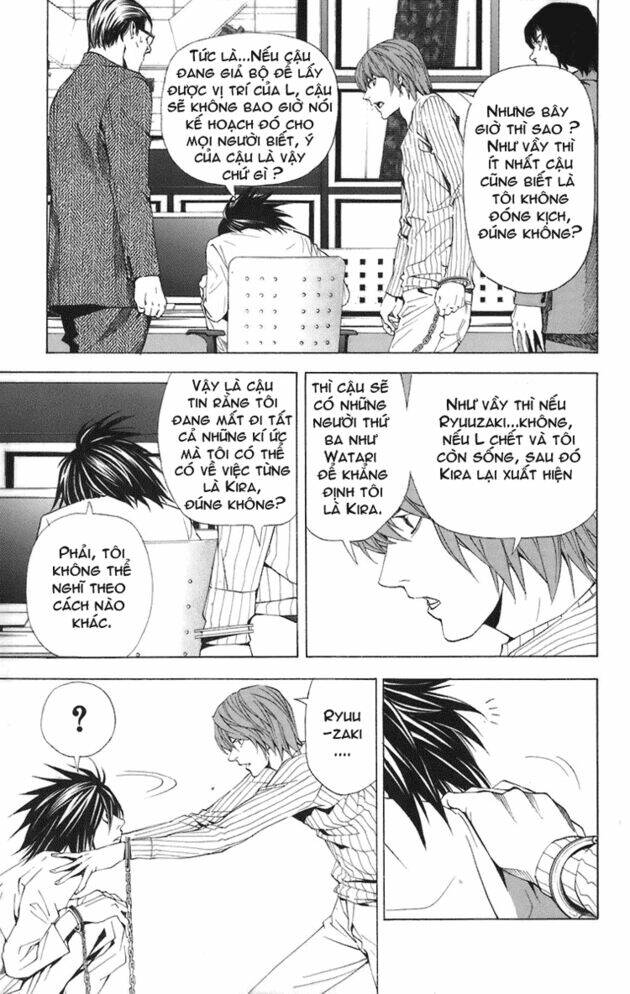 NHƯNG BÂY
GIỜ THÌ SAO ?
NHƯ VẦY THÌ
ÍT NHẤT CẬU
CŨNG BIẾT LÀ
TÔI KHÔNG
ĐÓNG KỊCH,
ĐÚNG KHÔNG?
TỨC LÀ...NẾU CẬU
ĐANG GIẢ BỘ ĐỂ LẤY
ĐƯỢC VỊ TRÍ CỦA L, CẬU
SẼ KHÔNG BAO GIỜ NÓI
KẾ HOẠCH ĐÓ CHO
MỌI NGƯỜI BIẾT, Ý
CỦA CẬU LÀ VẬY
CHỨ GÌ ?
NHƯ VẦY THÌ NẾU
RYUUZAKI...KHÔNG,
NẾU L CHẾT VÀ TÔI
CÒN SỐNG, SAU ĐÓ
KIRA LẠI XUẤT HIỆN
THÌ CẬU SẼ
CÓ NHỮNG
NGƯỜI THỨ
BA NHƯ
WATARI
ĐỂ KHẲNG
ĐỊNH TÔI
LÀ KIRA.
VẬY LÀ CẬU
TIN RẰNG TÔI
ĐANG MẤT ĐI TẤT
CẢ NHỮNG KÍ ỨC
MÀ TÔI CÓ THỂ
CÓ VỀ VIỆC TỪNG
LÀ KIRA,
ĐÚNG KHÔNG?
PHẢI, TÔI
KHÔNG THỂ
NGHĨ THEO
CÁCH NÀO
KHÁC.
RYUU
-ZAKI
....
?